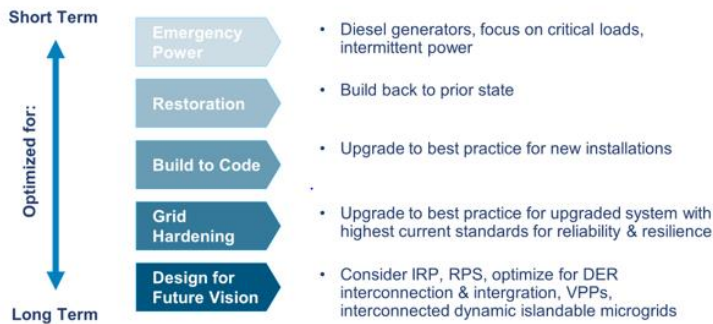 Short Term
Optimized for:
Long Term
Emergency
Power
• Diesel generators, focus on critical loads,
intermittent power
Restoration
• Build back to prior state
Build to Code
• Upgrade to best practice for new installations
Grid
Hardening
• Upgrade to best practice for upgraded system with
highest current standards for reliability & resilience
Design for
Future Vision
• Consider IRP, RPS, optimize for DER
interconnection & intergration, VPPs,
interconnected dynamic islandable microgrids